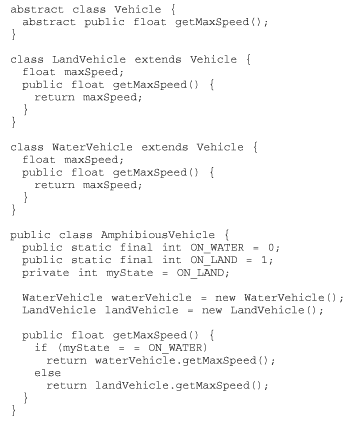 abstract class Vehicle {
  abstract public float getMaxSpeed();
}

class LandVehicle extends Vehicle {
  float maxSpeed;
  public float getMaxSpeed() {
    return maxSpeed;
  }
}

class WaterVehicle extends Vehicle {
  float maxSpeed;
  public float getMaxSpeed() {
    return maxSpeed;
  }
}

public class AmphibiousVehicle {
  public static final int ON_WATER = 0;
  public static final int ON_LAND = 1;
  private int myState = ON_LAND;

  WaterVehicle waterVehicle = new WaterVehicle();
  LandVehicle landVehicle = new LandVehicle();

  public float getMaxSpeed() {
    if (myState = = ON_WATER)
      return waterVehicle.getMaxSpeed();
    else
      return landVehicle.getMaxSpeed();
  }
}